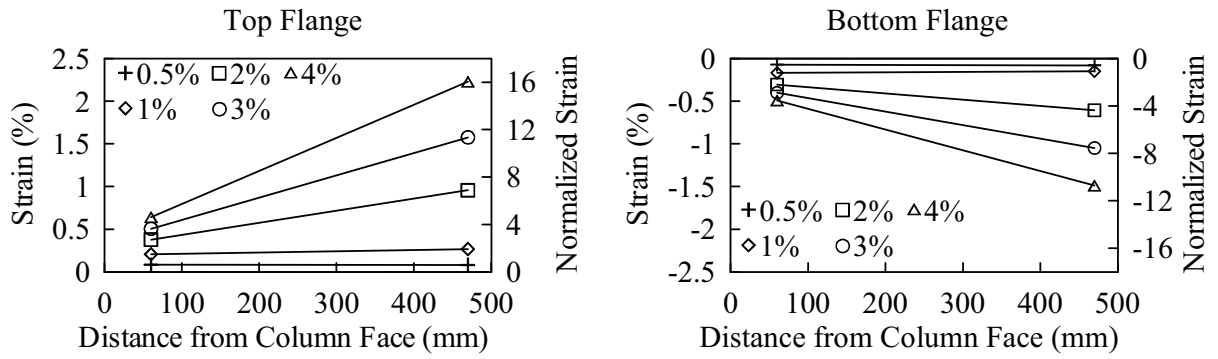 Top Flange
2.5
2
1.5
1
0.5
0
Strain (%)
0.5% 2% 4%
1% 3%
16
12
8
4
0
Normalized Strain
0 100 200 300 400 500
Distance from Column Face (mm)
Bottom Flange
0
-0.5
-1
-1.5
-2
-2.5
Strain (%)
0.5% 2% 4%
1% 3%
0
-4
-8
-12
-16
Normalized Strain
0 100 200 300 400 500
Distance from Column Face (mm)